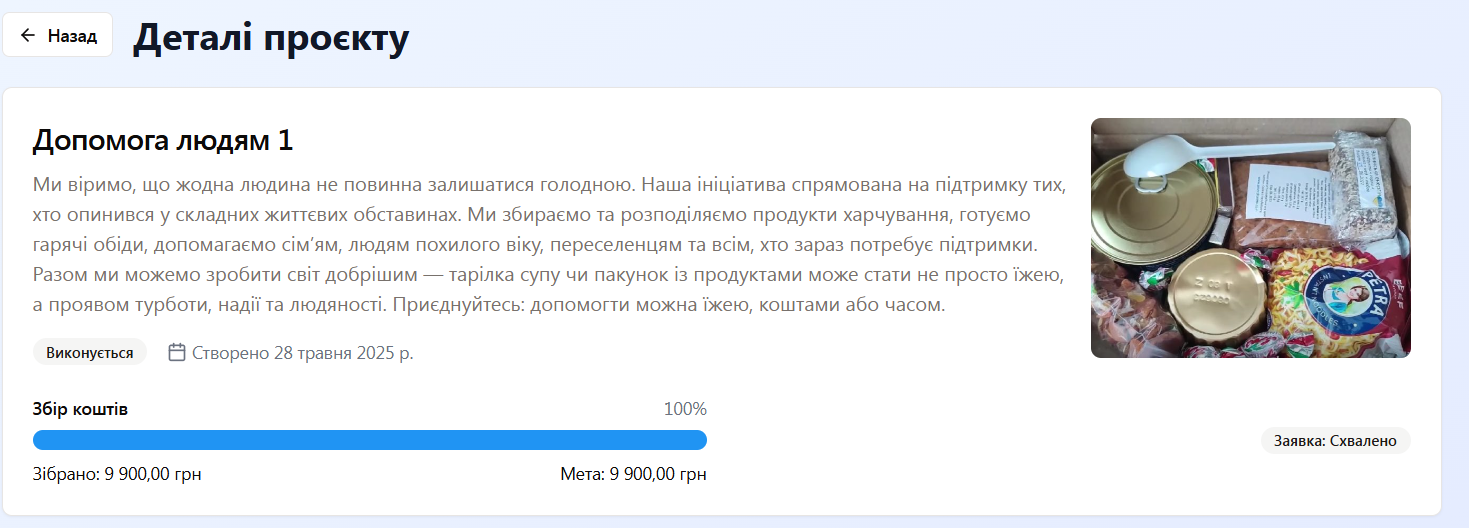 Назад
Деталі проєкту
Допомога людям 1
Ми віримо, що жодна людина не повинна залишатися голодною. Наша ініціатива спрямована на підтримку тих,
хто опинився у складних життєвих обставинах. Ми збираємо та розподіляємо продукти харчування, готуємо
гарячі обіди, допомагаємо сім’ям, людям похилого віку, переселенцям та всім, хто зараз потребує підтримки.
Разом ми можемо зробити світ добрішим — тарілка супу чи пакунок із продуктами може стати не просто їжею,
а проявом турботи, надії та людяності. Приєднуйтесь: допомогти можна їжею, коштами або часом.
Виконується
Створено 28 травня 2025 р.
Збір коштів
100%
Зібрано: 9 900,00 грн
Мета: 9 900,00 грн
Заявка: Схвалено
PETRA